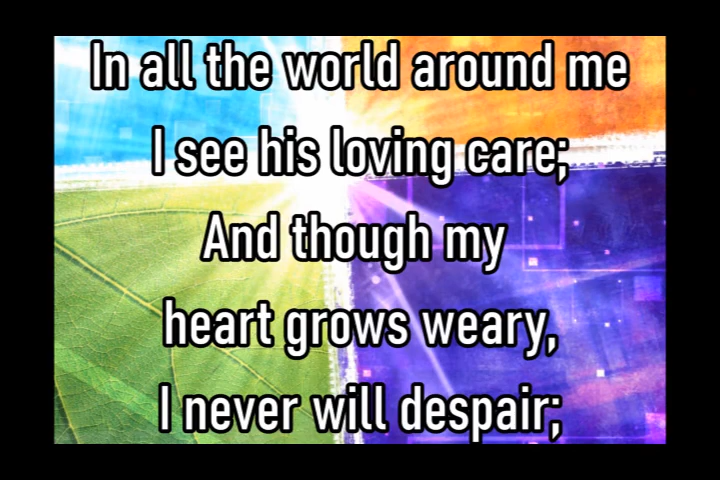 In all the world around me
I see his loving care;
And though my
heart grows weary,
I never will despair;